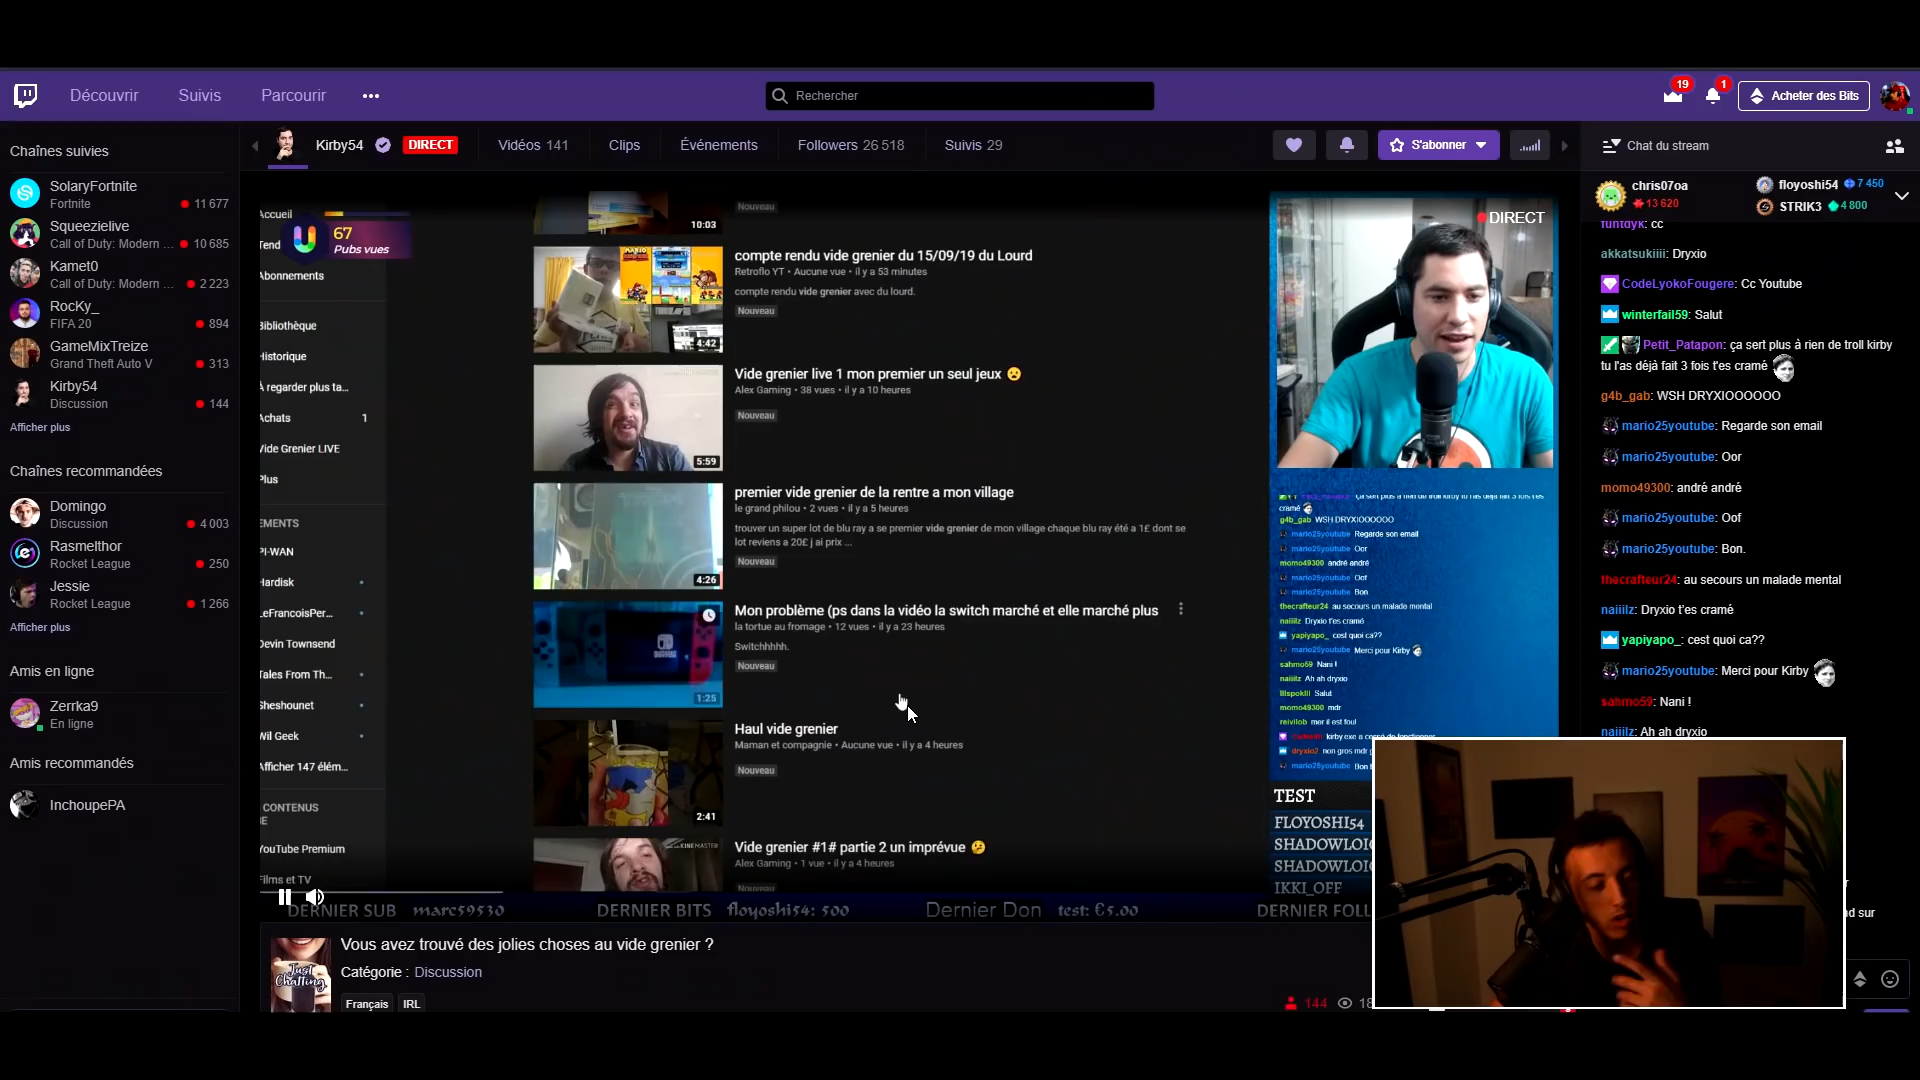 Découvrir
Suivis
Parcourir
Rechercher
19
1
Acheter des Bits
Chaînes suivies
SolaryFortnite
Fortnite
11 677
Squeezielive
Call of Duty: Modern ...
10 685
Kamet0
Call of Duty: Modern ...
2 223
RocKy_
FIFA 20
894
GameMixTreize
Grand Theft Auto V
313
Kirby54
Discussion
144
Afficher plus
Chaînes recommandées
Domingo
Discussion
4 003
Rasmelthor
Rocket League
250
Jessie
Rocket League
1 266
Afficher plus
Amis en ligne
Zerrka9
En ligne
Amis recommandés
InchoupePA
Kirby54
DIRECT
Vidéos 141
Clips
Événements
Followers 26 518
Suivis 29
S'abonner
Accueil
Tend
67
Pubs vues
Abonnements
Bibliothèque
Historique
À regarder plus ta...
Achats 1
Vide Grenier LIVE
Plus
EMENTS
PI-WAN
Hardisk
LeFrancoisPer...
Devin Townsend
Tales From Th...
Sheshounet
Wil Geek
Afficher 147 élém...
CONTENUS
BE
YouTube Premium
Films et TV
10:03
Nouveau
compte rendu vide grenier du 15/09/19 du Lourd
Retroflo YT • Aucune vue • il y a 53 minutes
compte rendu vide grenier avec du lourd.
Nouveau
4:42
Vide grenier live 1 mon premier un seul jeux
Alex Gaming • 38 vues • il y a 10 heures
Nouveau
5:59
premier vide grenier de la rentre a mon village
le grand philou • 2 vues • il y a 5 heures
trouver un super lot de blu ray a se premier vide grenier de mon village chaque blu ray été a 1£ dont se
lot reviens a 20£ j ai prix ...
Nouveau
4:26
Mon problème (ps dans la vidéo la switch marché et elle marché plus
la tortue au fromage • 12 vues • il y a 23 heures
Switchhhhh.
Nouveau
1:25
Haul vide grenier
Maman et compagnie • Aucune vue • il y a 4 heures
Nouveau
2:41
Vide grenier #1# partie 2 un imprévue
Alex Gaming • 1 vue • il y a 4 heures
Nouveau
KINEMASTER
DIRECT
cramé
g4b_gab WSH DRYXIOOOOOO
mario25youtube Regarde son email
mario25youtube Oor
momo49300 andré andré
mario25youtube Oof
mario25youtube Bon
thecrafteur24 au secours un malade mental
naiiilz Dryxio t'es cramé
yapiyapo_ cest quoi ca??
mario25youtube Merci pour Kirby
sahmo59 Nani !
naiiilz Ah ah dryxio
lllspoklll Salut
momo49300 mdr
reivilob mer il est foul
kirby exe a cessé de fonctionner
dryxio2 non gros mdr
mario25youtube Bon
TEST
FLOYOSHI54
SHADOWLOI
SHADOWLOI
IKKI_OFF
DERNIER SUB marc59530
DERNIER BITS floyoshi54: 500
Dernier Don test: €5.00
DERNIER FOLL
Just
Chatting
Vous avez trouvé des jolies choses au vide grenier ?
Catégorie : Discussion
Français
IRL
144
18
Chat du stream
chris07oa
13 620
floyoshi54 7 450
STRIK3 4 800
funtdyk: cc
akkatsukiiii: Dryxio
CodeLyokoFougere: Cc Youtube
winterfail59: Salut
Petit_Patapon: ça sert plus à rien de troll kirby
tu l'as déjà fait 3 fois t'es cramé
g4b_gab: WSH DRYXIOOOOOO
mario25youtube: Regarde son email
mario25youtube: Oor
momo49300: andré andré
mario25youtube: Oof
mario25youtube: Bon.
thecrafteur24: au secours un malade mental
naiiilz: Dryxio t'es cramé
yapiyapo_: cest quoi ca??
mario25youtube: Merci pour Kirby
sahmo59: Nani !
naiiilz: Ah ah dryxio
d sur